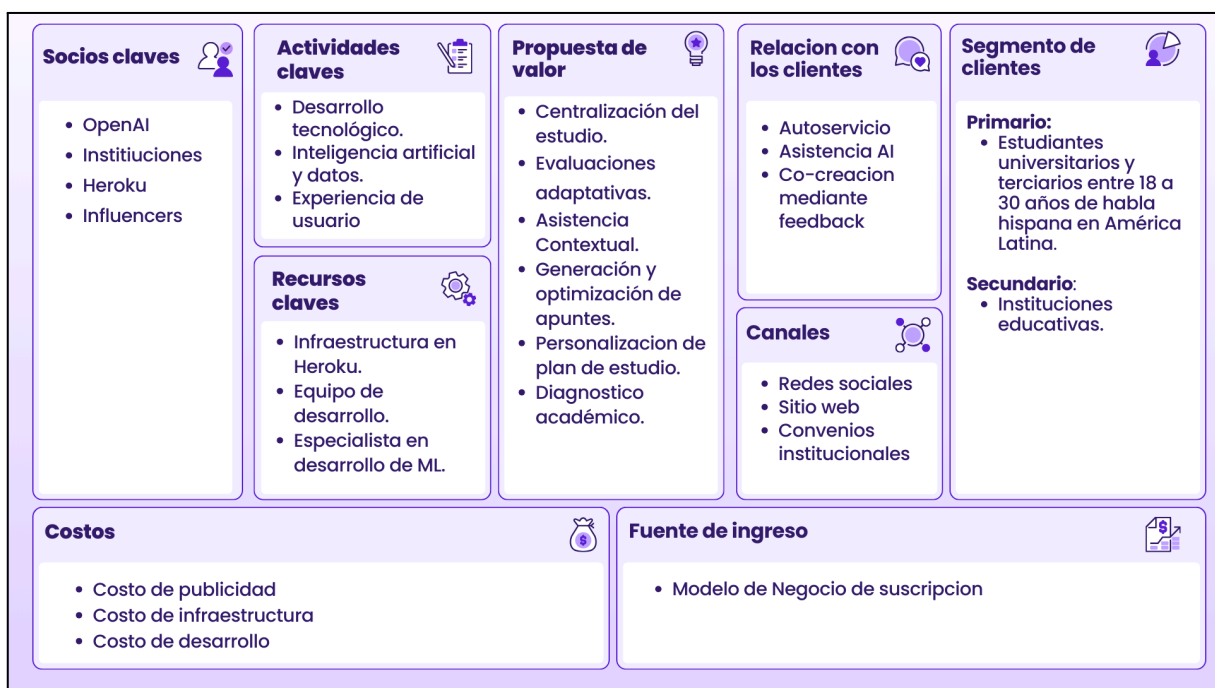 Socios claves
OpenAI
Institiuciones
Heroku
Influencers
Actividades
claves
Desarrollo
tecnológico.
Inteligencia artificial
y datos.
Experiencia de
usuario
Recursos
claves
Infraestructura en
Heroku.
Equipo de
desarrollo.
Especialista en
desarrollo de ML.
Propuesta de
valor
Centralización del
estudio.
Evaluaciones
adaptativas.
Asistencia
Contextual.
Generación y
optimización de
apuntes.
Personalizacion de
plan de estudio.
Diagnostico
académico.
Relacion con
los clientes
Autoservicio
Asistencia AI
Co-creacion
mediante
feedback
Canales
Redes sociales
Sitio web
Convenios
institucionales
Segmento de
clientes
Primario:
Estudiantes
universitarios y
terciarios entre 18 a
30 años de habla
hispana en América
Latina.
Secundario:
Instituciones
educativas.
Costos
$
Costo de publicidad
Costo de infraestructura
Costo de desarrollo
Fuente de ingreso
$
Modelo de Negocio de suscripcion